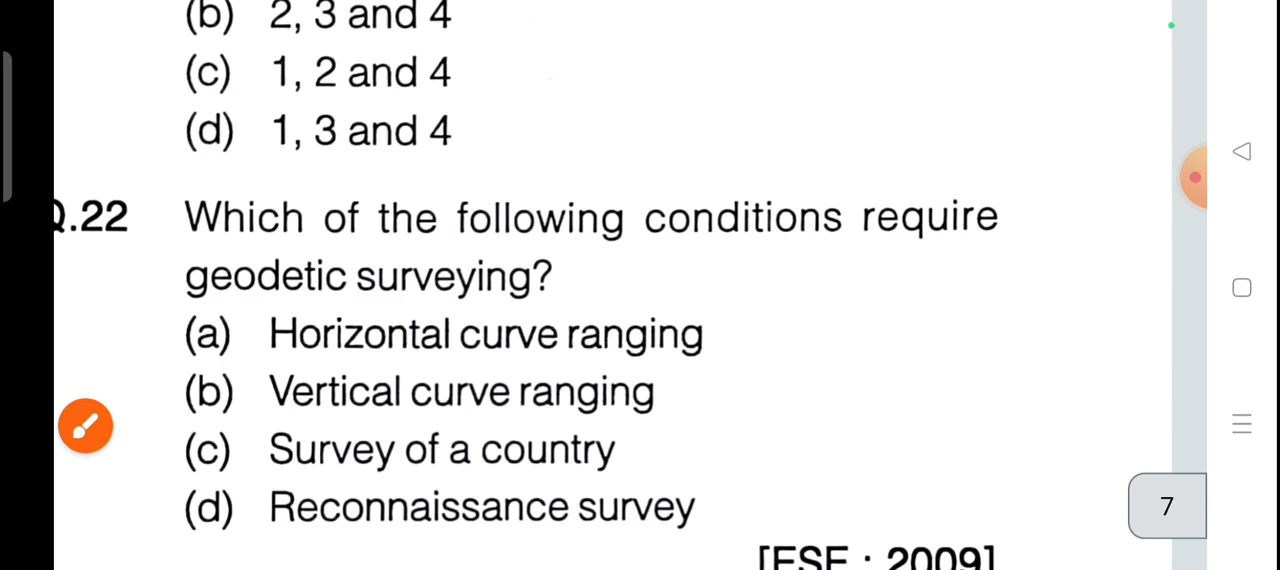 (b) 2, 3 and 4
(c) 1, 2 and 4
(d) 1, 3 and 4
Q.22 Which of the following conditions require
geodetic surveying?
(a) Horizontal curve ranging
(b) Vertical curve ranging
(c) Survey of a country
(d) Reconnaissance survey
7
[ESE : 2009]